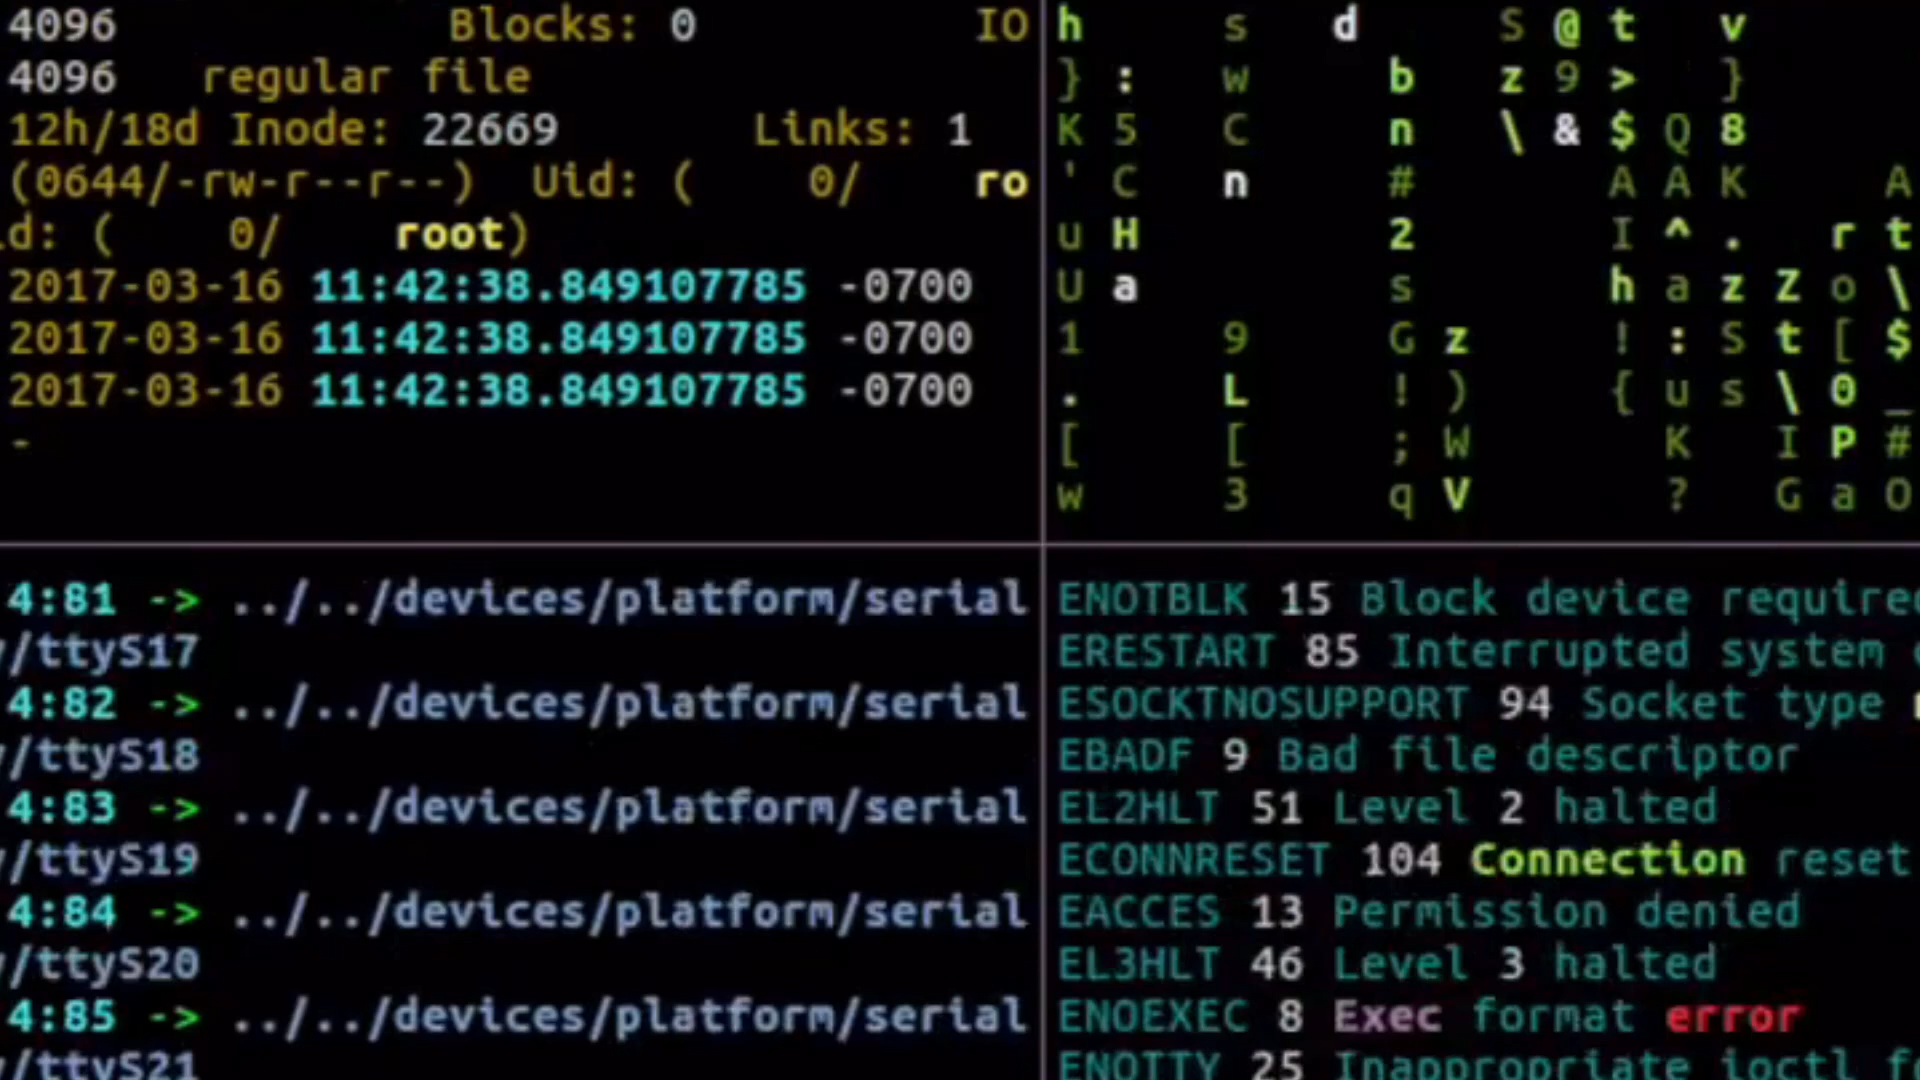 4096 Blocks: 0 IO
4096 regular file
12h/18d Inode: 22669 Links: 1
(0644/-rw-r--r--) Uid: ( 0/ ro
d: ( 0/ root)
2017-03-16 11:42:38.849107785 -0700
2017-03-16 11:42:38.849107785 -0700
2017-03-16 11:42:38.849107785 -0700
-
h s d S @ t v
} : w b z 9 > }
K 5 C n \ & $ Q 8
' C n # A A K A
u H 2 I ^ . r t
U a s h a z Z o \
1 9 G z ! : S t [ $
. L ! ) { u s \ 0 _
[ [ ; W K I P #
w 3 q V ? G a O
4:81 -> ../../devices/platform/serial
/ttyS17
4:82 -> ../../devices/platform/serial
/ttyS18
4:83 -> ../../devices/platform/serial
/ttyS19
4:84 -> ../../devices/platform/serial
/ttyS20
4:85 -> ../../devices/platform/serial
/ttyS21
ENOTBLK 15 Block device required
ERESTART 85 Interrupted system
ESOCKTNOSUPPORT 94 Socket type
EBADF 9 Bad file descriptor
EL2HLT 51 Level 2 halted
ECONNRESET 104 Connection reset
EACCES 13 Permission denied
EL3HLT 46 Level 3 halted
ENOEXEC 8 Exec format error
ENOTTY 25 Inappropriate ioctl